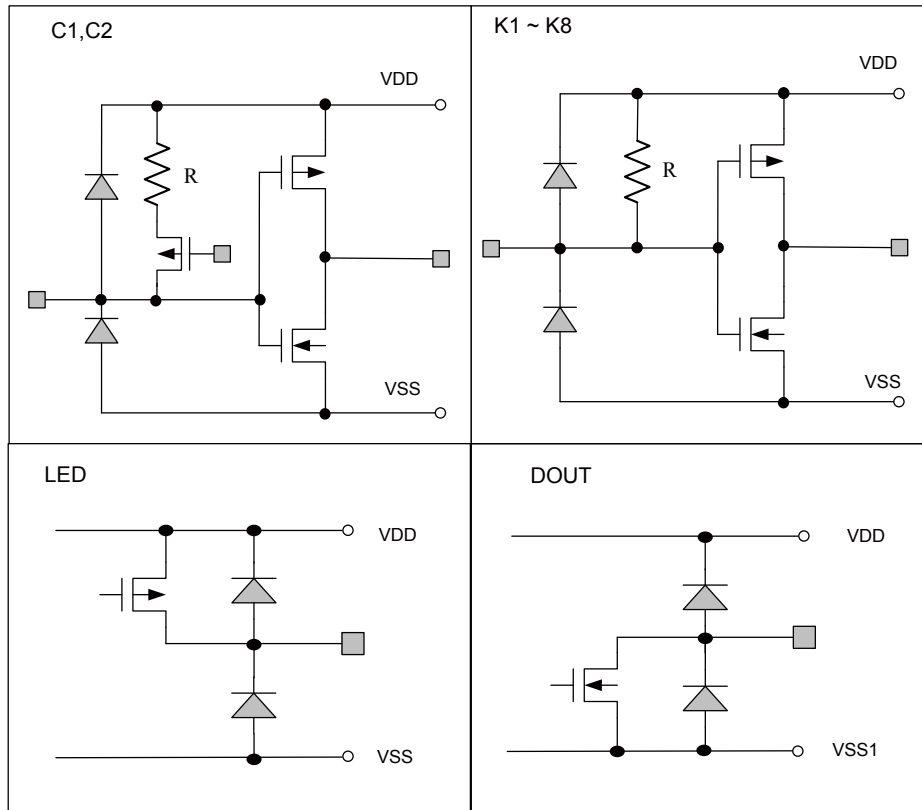 C1,C2
VDD
R
VSS
K1 ~ K8
VDD
R
VSS
LED
VDD
VSS
DOUT
VDD
VSS1